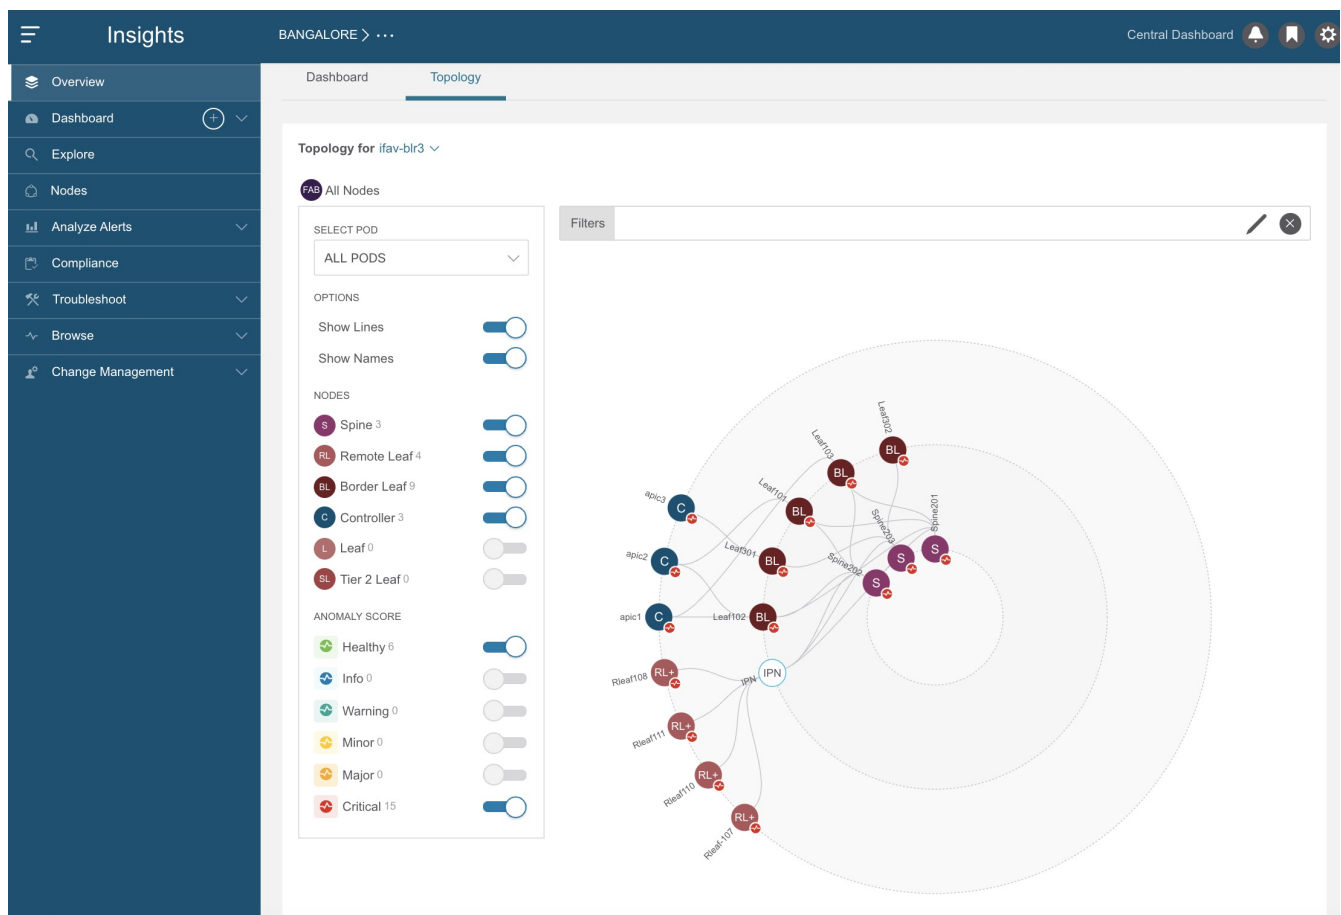 Insights
BANGALORE > ...
Central Dashboard
Overview
Dashboard
Explore
Nodes
Analyze Alerts
Compliance
Troubleshoot
Browse
Change Management
Dashboard
Topology
Topology for ifav-blr3
FAB All Nodes
SELECT POD
ALL PODS
OPTIONS
Show Lines
Show Names
NODES
S Spine 3
RL Remote Leaf 4
BL Border Leaf 9
C Controller 3
L Leaf 0
SL Tier 2 Leaf 0
ANOMALY SCORE
Healthy 6
Info 0
Warning 0
Minor 0
Major 0
Critical 15
Filters
Leaf302
BL
Leaf103
BL
Leaf101
BL
apic3
C
Spine201
S
Spine203
S
Leaf301
BL
apic2
C
Spine202
S
apic1
C
Leaf102
BL
IPN
IPN
Rleaf108
RL+
Rleaf111
RL+
Rleaf110
RL+
Rleaf-107
RL+